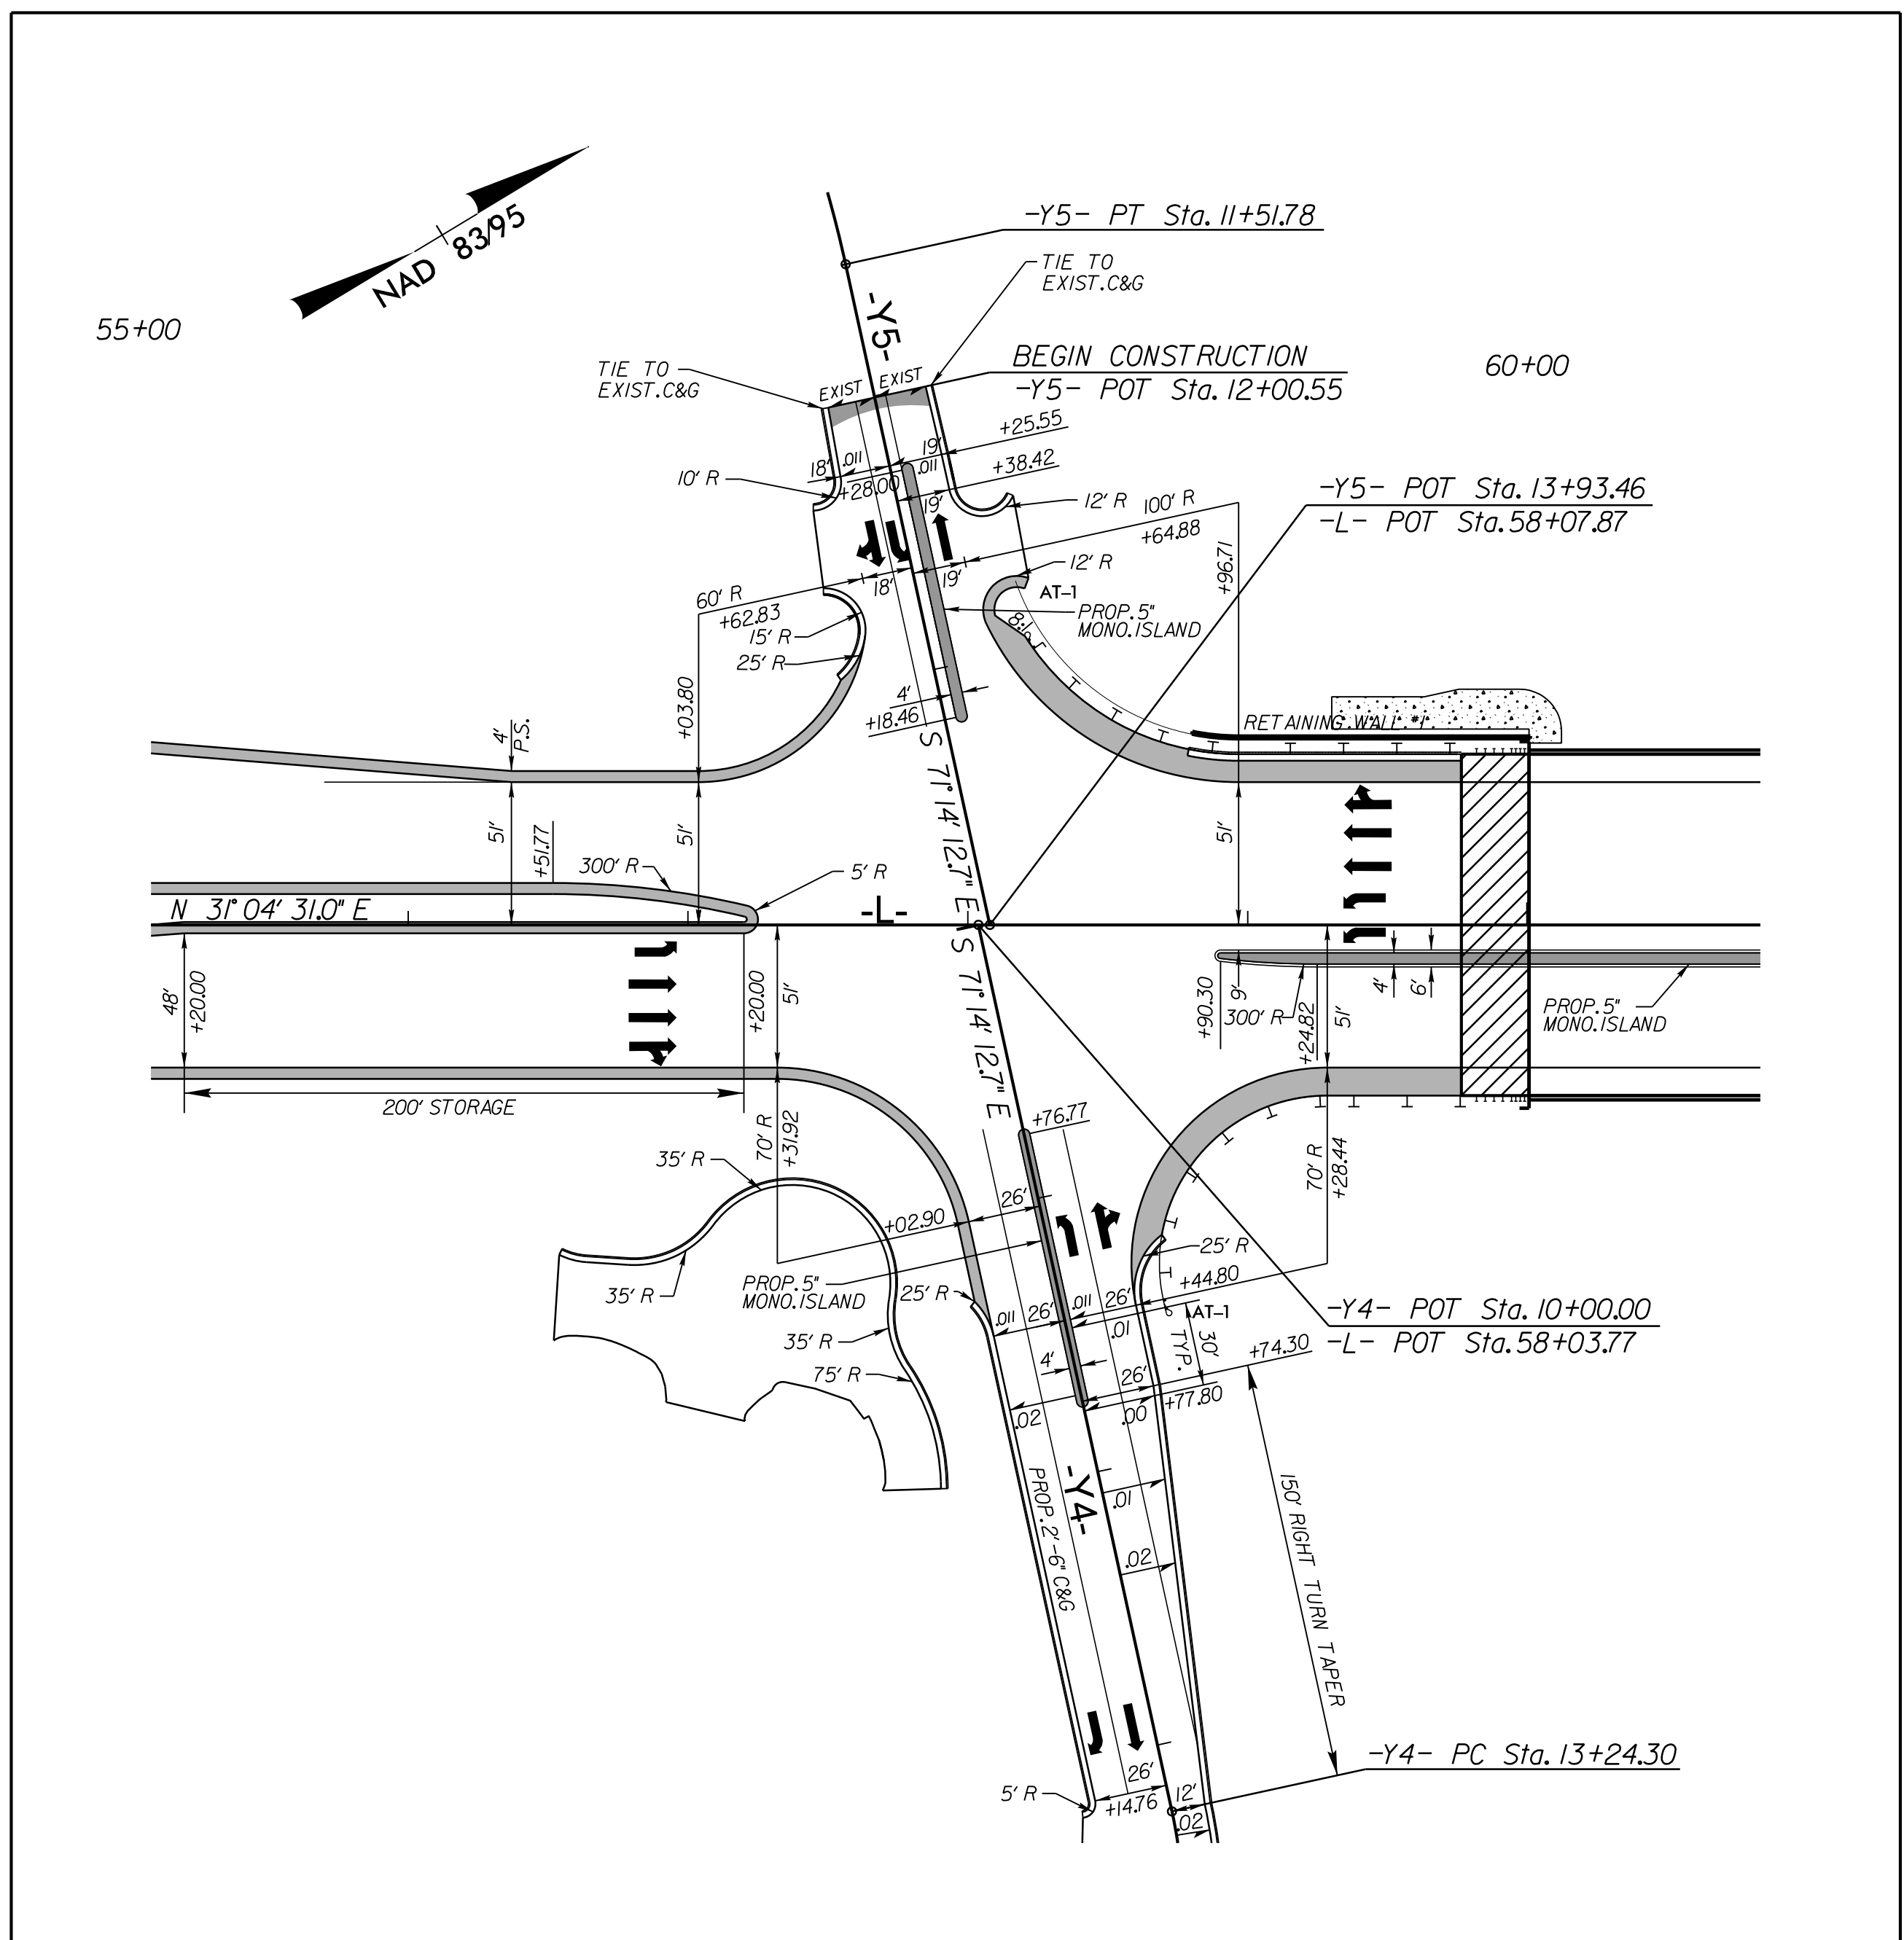 -Y5- PT Sta. 11+51.78
NAD 83/95
TIE TO
EXIST. C&G
55+00
-Y5-
BEGIN CONSTRUCTION
-Y5- POT Sta. 12+00.55
60+00
TIE TO
EXIST. C&G
EXIST
EXIST
+25.55
19'
18'
.011
.011
+38.42
10' R
+28.00
19'
12' R
100' R
+64.88
-Y5- POT Sta. 13+93.46
-L- POT Sta. 58+07.87
+96.71
12' R
AT-1
60' R
+62.83
18'
19'
PROP. 5"
MONO. ISLAND
15' R
25' R
4'
+18.46
+03.80
4'
P.S.
RETAINING WALL #1
S 71° 14' 12.7" E
51'
51'
51'
+51.77
300' R
5' R
N 31° 04' 31.0" E
-L-
S 71° 14' 12.7" E
48'
+20.00
+20.00
51'
+90.30
9'
300' R
+24.82
51'
4'
6'
PROP. 5"
MONO. ISLAND
200' STORAGE
70' R
+31.92
+76.77
70' R
+28.44
35' R
26'
+02.90
25' R
+44.80
PROP. 5"
MONO. ISLAND
35' R
25' R
.011
26'
.011
26'
.01
AT-1
30'
TYP.
-Y4- POT Sta. 10+00.00
-L- POT Sta. 58+03.77
35' R
+74.30
4'
26'
75' R
+77.80
.02
.00
-Y4-
PROP. 2'-6" C&G
.01
150' RIGHT TURN TAPER
.02
-Y4- PC Sta. 13+24.30
26'
5' R
+14.76
12'
.02